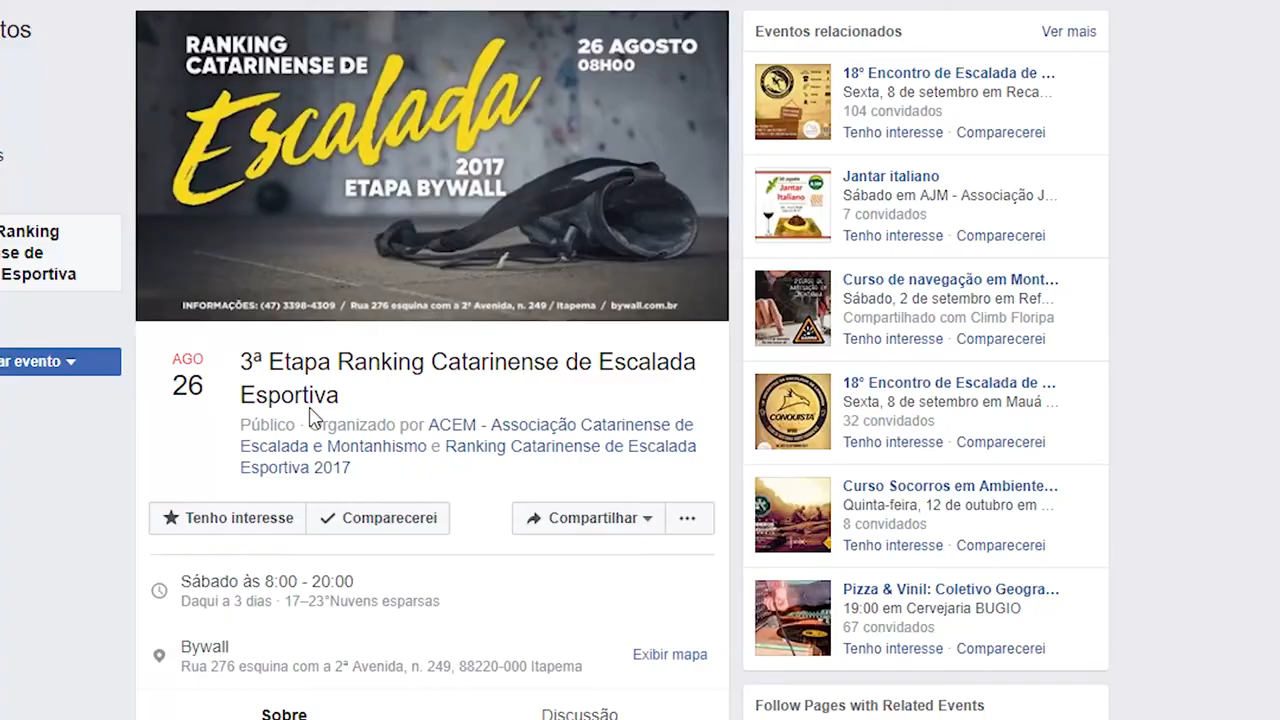 tos
s
Ranking
se de
Esportiva
ar evento
RANKING
CATARINENSE DE
Escalada
2017
ETAPA BYWALL
26 AGOSTO
08H00
INFORMAÇÕES: (47) 3398-4309 / Rua 276 esquina com a 2ª Avenida, n. 249 / Itapema / bywall.com.br
AGO
26
3ª Etapa Ranking Catarinense de Escalada
Esportiva
Público · Organizado por ACEM - Associação Catarinense de
Escalada e Montanhismo e Ranking Catarinense de Escalada
Esportiva 2017
Tenho interesse
Comparecerei
Compartilhar
Sábado às 8:00 - 20:00
Daqui a 3 dias · 17–23°Nuvens esparsas
Bywall
Rua 276 esquina com a 2ª Avenida, n. 249, 88220-000 Itapema
Exibir mapa
Sobre
Discussão
Eventos relacionados
Ver mais
18º Encontro de Escalada de ...
Sexta, 8 de setembro em Reca...
104 convidados
Tenho interesse · Comparecerei
Jantar italiano
Sábado em AJM - Associação J...
7 convidados
Tenho interesse · Comparecerei
Curso de navegação em Mont...
Sábado, 2 de setembro em Ref...
Compartilhado com Climb Floripa
Tenho interesse · Comparecerei
18º Encontro de Escalada de ...
Sexta, 8 de setembro em Mauá ...
32 convidados
Tenho interesse · Comparecerei
Curso Socorros em Ambiente...
Quinta-feira, 12 de outubro em ...
8 convidados
Tenho interesse · Comparecerei
Pizza & Vinil: Coletivo Geogra...
19:00 em Cervejaria BUGIO
67 convidados
Tenho interesse · Comparecerei
Jantar
Italiano
CONQUISTA
Follow Pages with Related Events